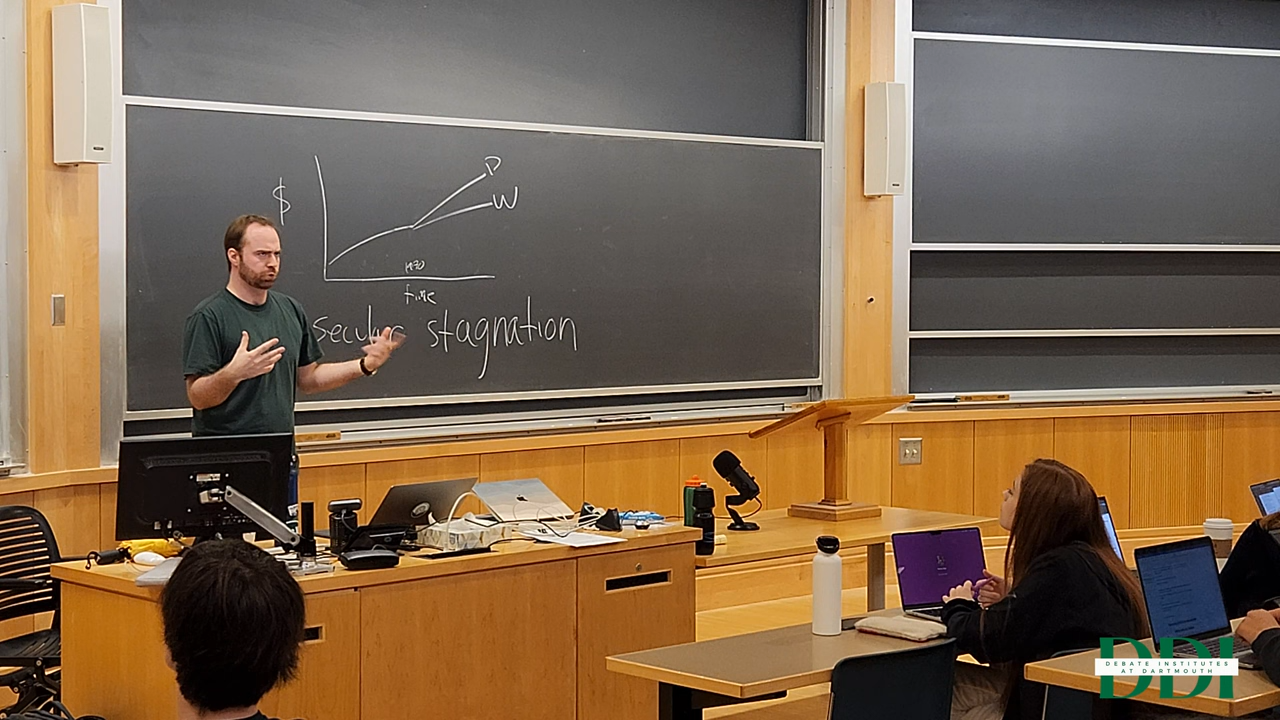 $
P
W
1970
time
secular stagnation
DDI
DEBATE INSTITUTES
AT DARTMOUTH